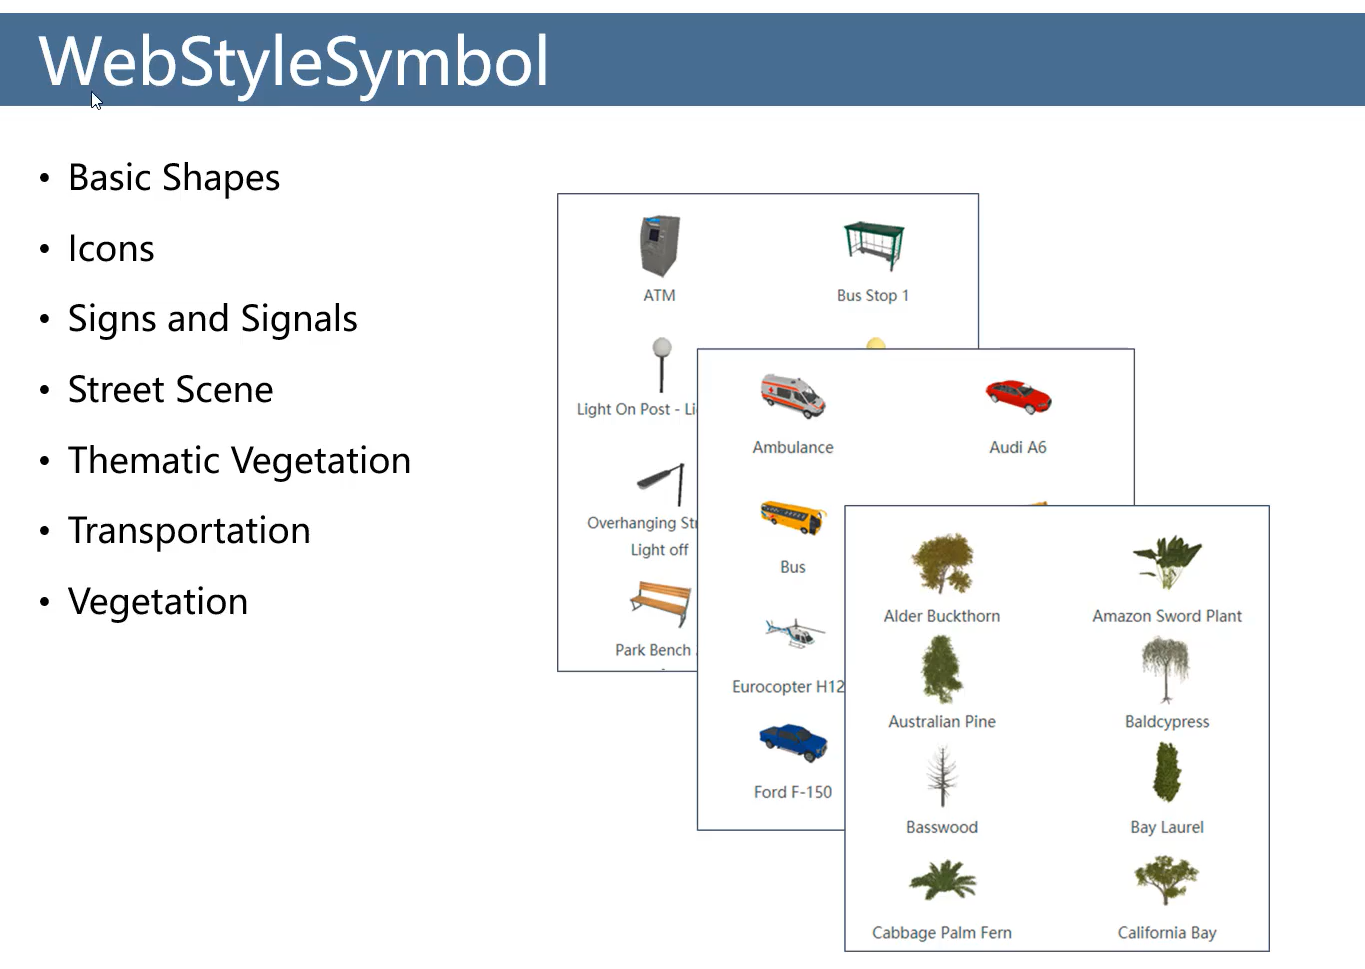 WebStyleSymbol
• Basic Shapes
• Icons
• Signs and Signals
• Street Scene
• Thematic Vegetation
• Transportation
• Vegetation
ATM
Bus Stop 1
Light On Post -
Overhanging
Light off
Park Bench
Ambulance
Audi A6
Bus
Eurocopter H12
Ford F-150
Alder Buckthorn
Amazon Sword Plant
Australian Pine
Baldcypress
Basswood
Bay Laurel
Cabbage Palm Fern
California Bay